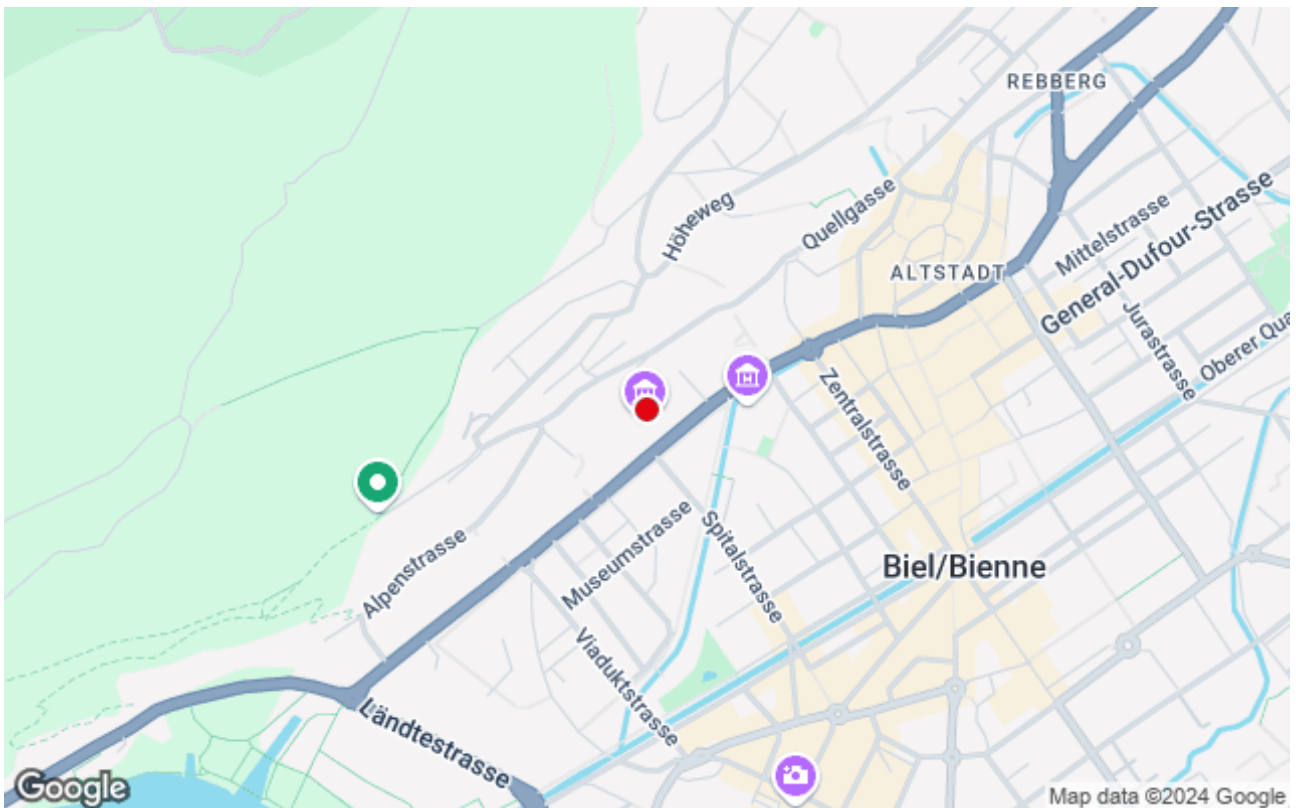 REBBERG
Höheweg
Quellgasse
Mittelstrasse
General-Dufour-Strasse
ALTSTADT
Jurastrasse
Oberer Qua
Zentralstrasse
Museumstrasse
Spitalstrasse
Biel/Bienne
Alpenstrasse
Viaduktstrasse
Ländtestrasse
Google
Map data ©2024 Google